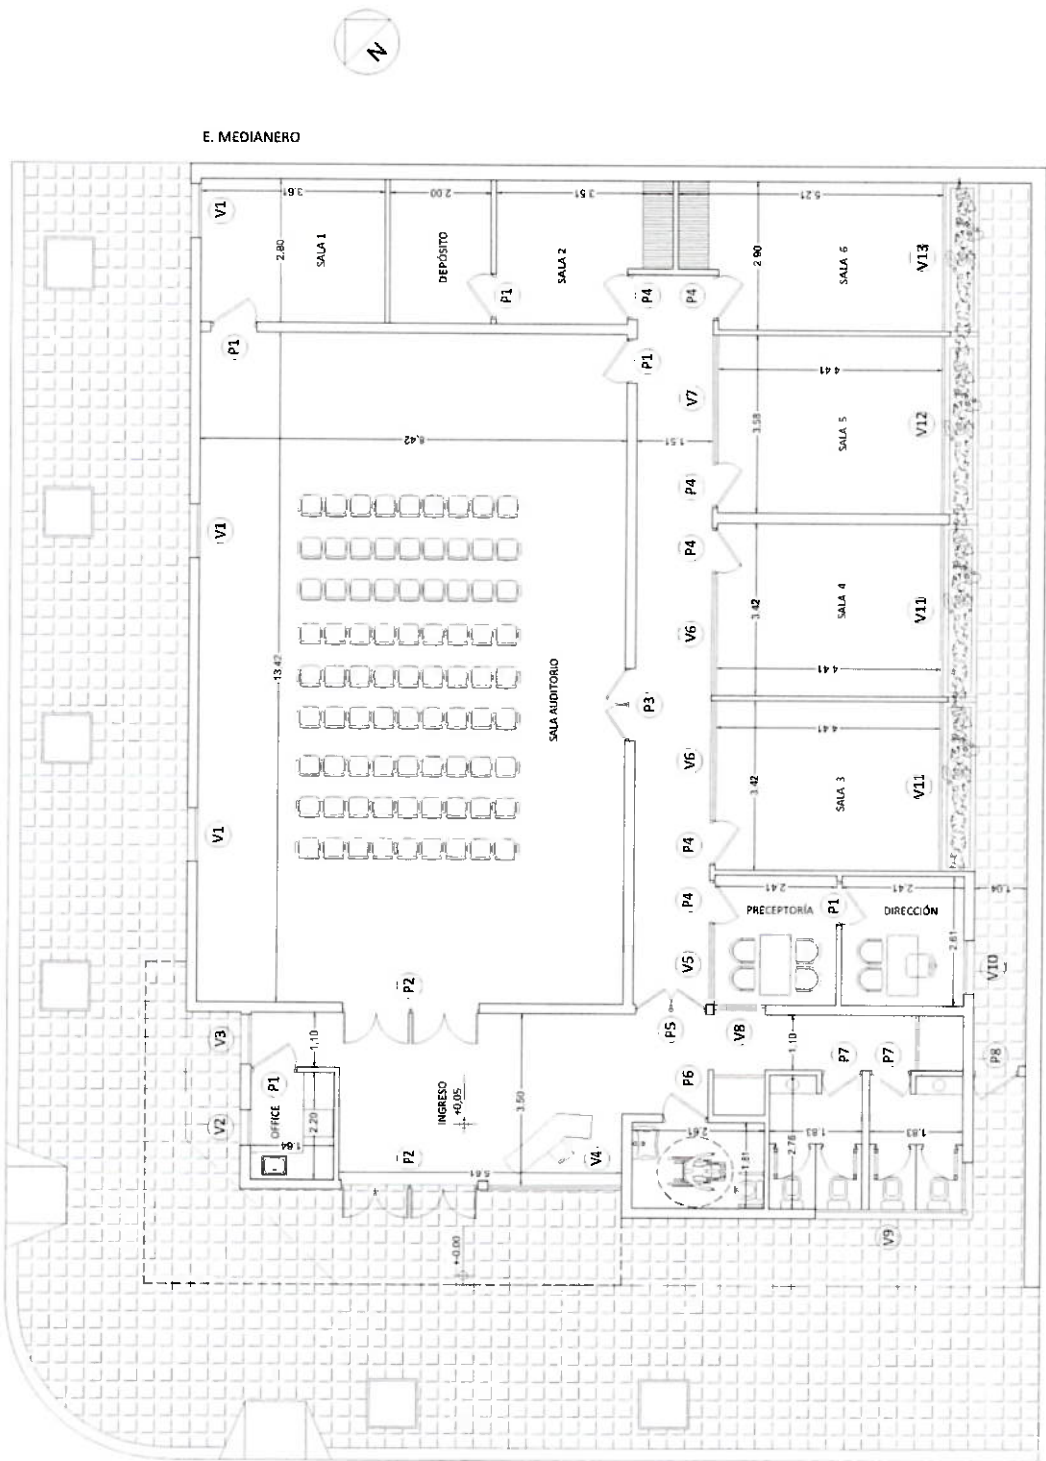 N
E. MEDIANERO
V1
3.61
2.00
3.51
5.21
2.80
SALA 1
DEPÓSITO
SALA 2
2.90
SALA 6
V13
P1
P4
P4
P1
P1
V7
4.41
8.42
1.51
3.58
SALA 5
V12
V1
P4
P4
13.42
V6
3.42
SALA 4
V11
4.41
SALA AUDITORIO
P3
4.41
V6
3.42
SALA 3
V11
V1
P4
P4
2.41
2.41
1.04
PRECEPTORÍA
P1
DIRECCIÓN
V5
2.61
V10
P2
P5
V8
V3
1.10
1.10
P1
P6
P7
P7
P8
OFFICE
INGRESO
+0,05
3.50
V2
2.20
1.64
2.61
2.76
1.83
1.83
1.81
P2
V4
5.81
+-0.00
V9